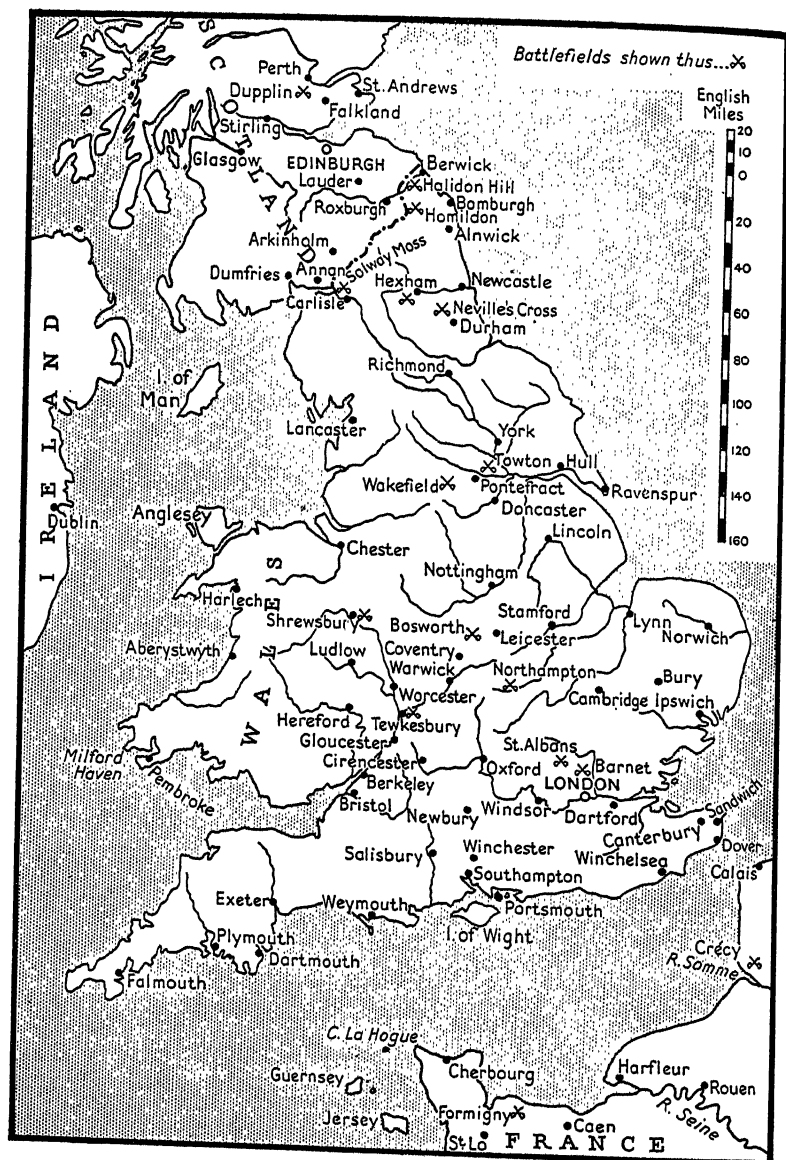 Battlefields shown thus...
English
Miles
20
10
0
20
40
60
80
100
120
140
160
SCOTLAND
Perth
Dupplin
St. Andrews
Falkland
Stirling
Glasgow
EDINBURGH
Berwick
Lauder
Halidon Hill
Roxburgh
Bamburgh
Homildon
Alnwick
Arkinholm
Solway Moss
Dumfries
Annan
Hexham
Newcastle
Carlisle
Neville's Cross
Durham
Richmond
I. of
Man
IRELAND
Lancaster
York
Towton
Hull
Wakefield
Pontefract
Ravenspur
Doncaster
Dublin
Anglesey
Lincoln
Chester
WALES
Nottingham
Harlech
Shrewsbury
Stamford
Lynn
Norwich
Bosworth
Leicester
Aberystwyth
Ludlow
Coventry
Warwick
Northampton
Bury
Worcester
Cambridge
Ipswich
Hereford
Tewkesbury
Gloucester
St. Albans
Milford
Haven
Pembroke
Cirencester
Oxford
Barnet
LONDON
Berkeley
Bristol
Newbury
Windsor
Dartford
Sandwich
Canterbury
Dover
Salisbury
Winchester
Winchelsea
Calais
Southampton
Exeter
Weymouth
Portsmouth
I. of Wight
Plymouth
Dartmouth
Crécy
R. Somme
Falmouth
C. La Hogue
Cherbourg
Harfleur
Guernsey
Rouen
Jersey
Formigny
R. Seine
Caen
St. Lo
FRANCE